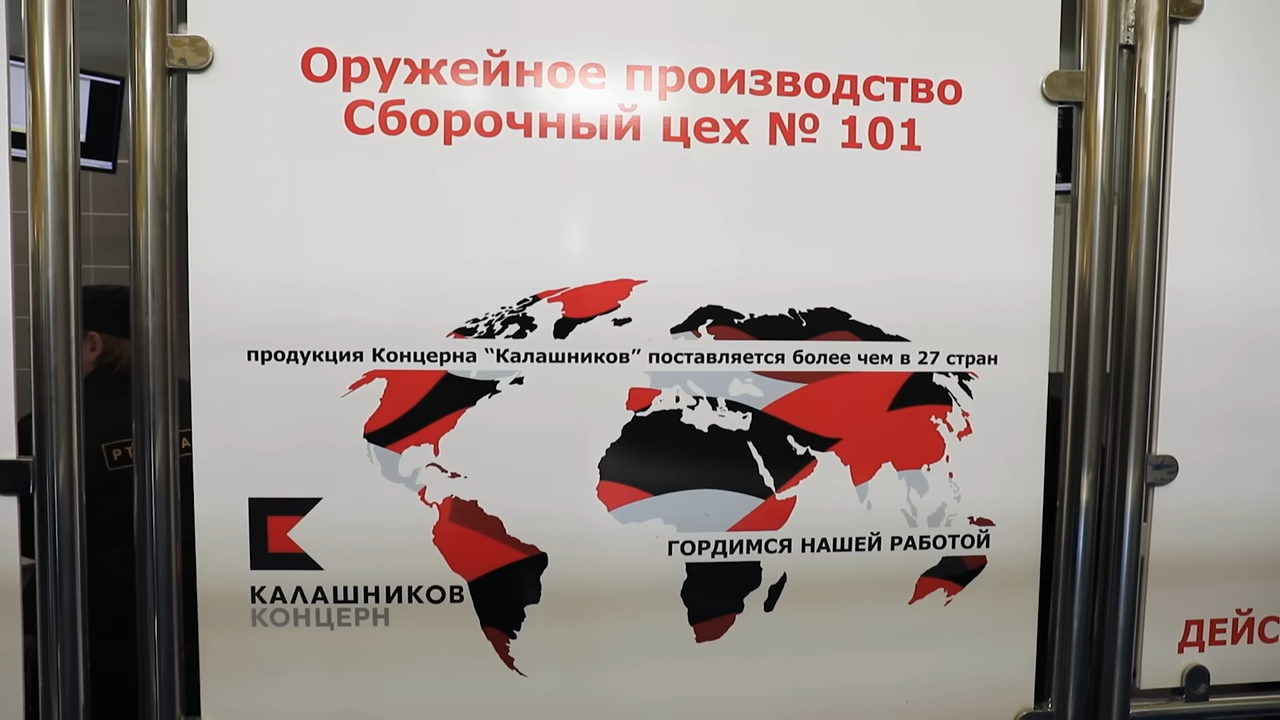 Оружейное производство
Сборочный цех № 101
продукция Концерна “Калашников” поставляется более чем в 27 стран
ГОРДИМСЯ НАШЕЙ РАБОТОЙ
КАЛАШНИКОВ
КОНЦЕРН